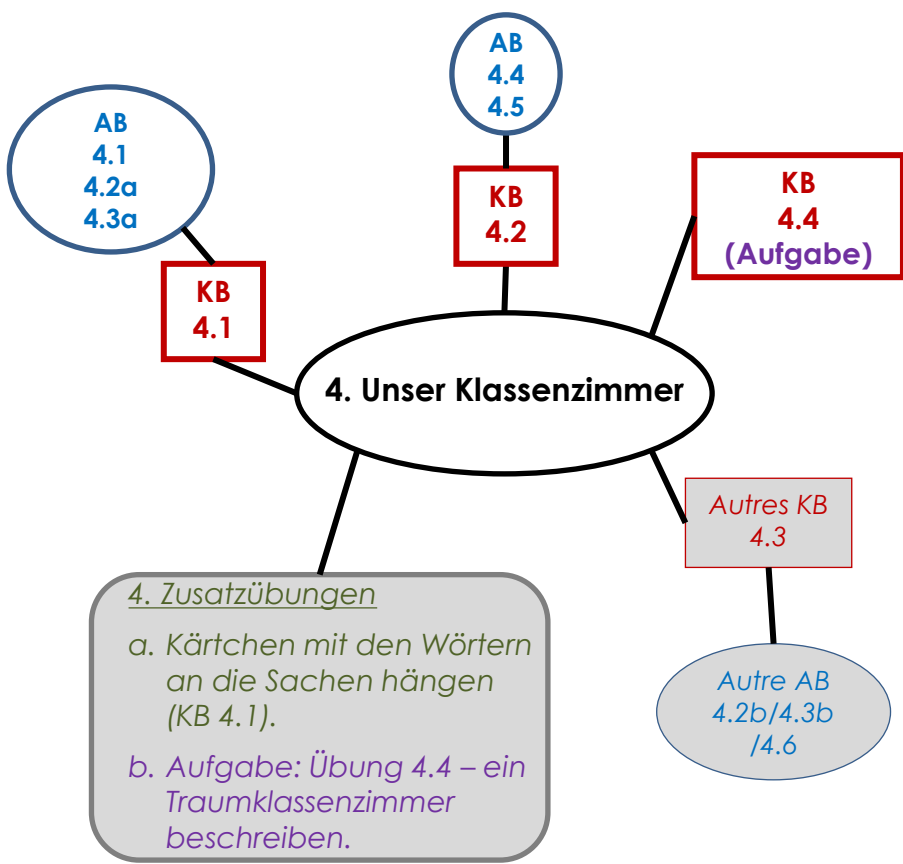 AB
4.1
4.2a
4.3a
AB
4.4
4.5
KB
4.1
KB
4.2
KB
4.4
(Aufgabe)
4. Unser Klassenzimmer
4. Zusatzübungen
a. Kärtchen mit den Wörtern
an die Sachen hängen
(KB 4.1).
b. Aufgabe: Übung 4.4 – ein
Traumklassenzimmer
beschreiben.
Autres KB
4.3
Autre AB
4.2b/4.3b
/4.6